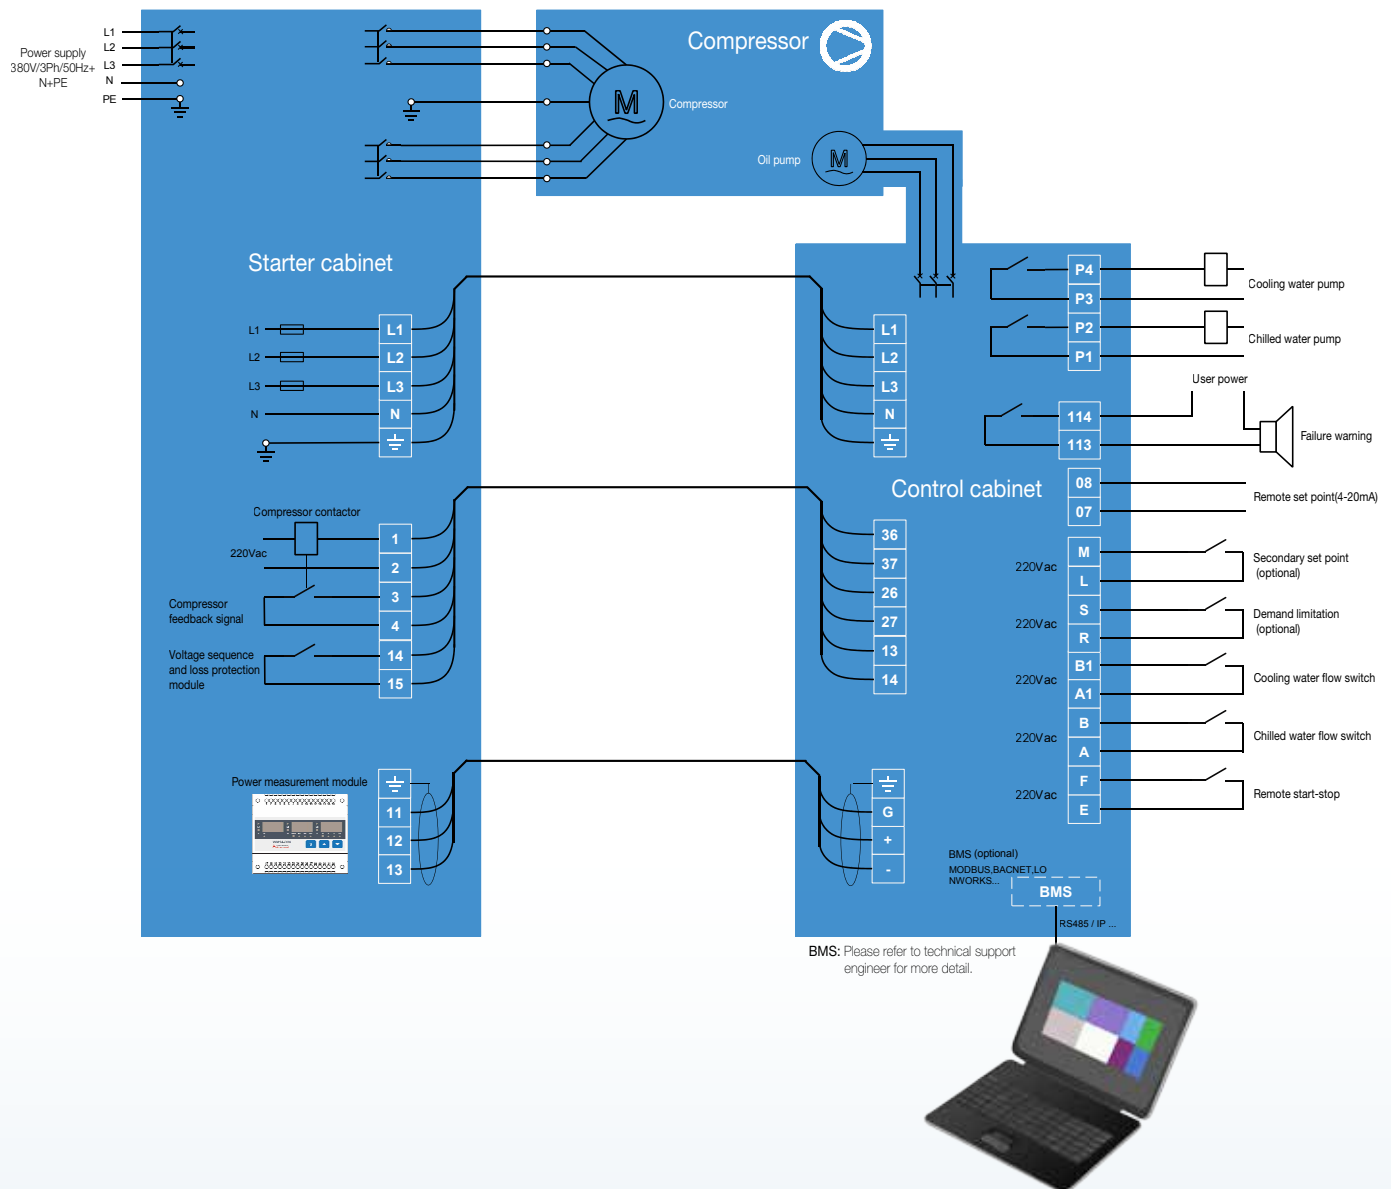 L1
L2
L3
N
PE
Power supply
380V/3Ph/50Hz+
N+PE
Compressor
M
Compressor
Oil pump
M
Starter cabinet
L1
L2
L3
N
L1
L2
L3
N
L1
L2
L3
N
P4
P3
P2
P1
Cooling water pump
Chilled water pump
User power
114
113
Failure warning
Control cabinet
08
07
Remote set point(4-20mA)
Compressor contactor
220Vac
Compressor
feedback signal
Voltage sequence
and loss protection
module
1
2
3
4
14
15
36
37
26
27
13
14
220Vac
M
L
Secondary set point
(optional)
220Vac
S
R
Demand limitation
(optional)
220Vac
B1
A1
Cooling water flow switch
220Vac
B
A
Chilled water flow switch
220Vac
F
E
Remote start-stop
Power measurement module
11
12
13
G
+
-
BMS (optional)
MODBUS,BACNET,LO
NWORKS...
BMS
RS485 / IP ...
BMS: Please refer to technical support
engineer for more detail.